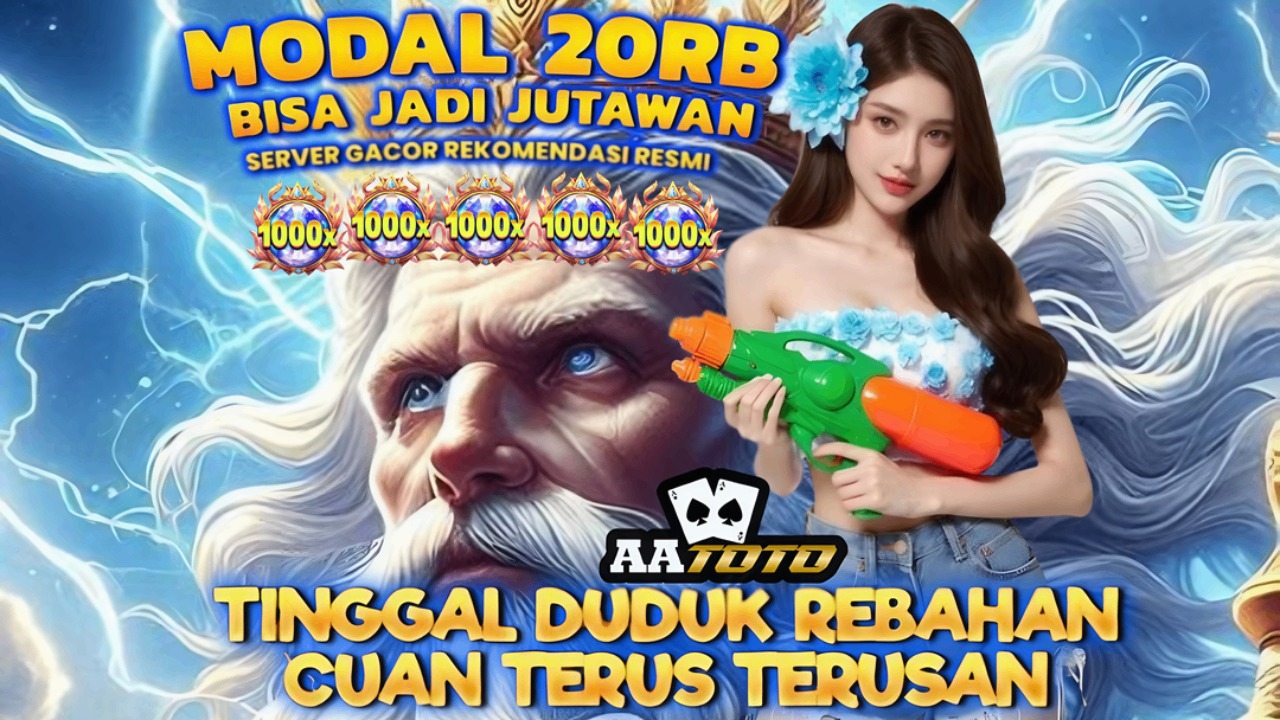 MODAL 20RB
BISA JADI JUTAWAN
SERVER GACOR REKOMENDASI RESMI
1000x 1000x 1000x 1000x 1000x
AATOTO
TINGGAL DUDUK REBAHAN
CUAN TERUS TERUSAN